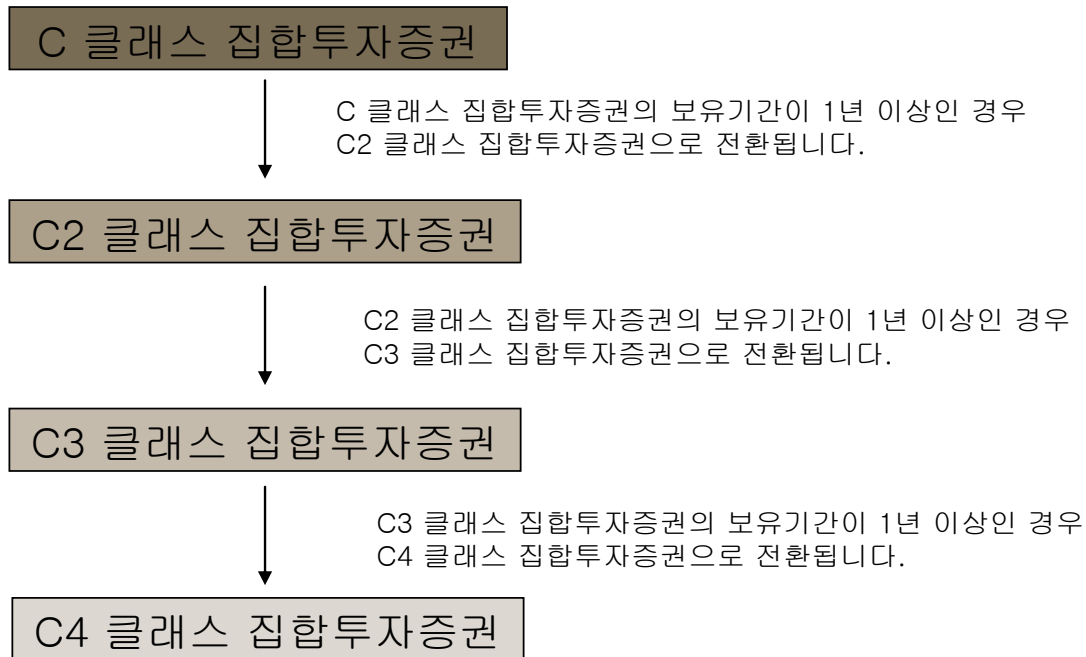 C 클래스 집합투자증권
C 클래스 집합투자증권의 보유기간이 1년 이상인 경우
C2 클래스 집합투자증권으로 전환됩니다.
C2 클래스 집합투자증권
C2 클래스 집합투자증권의 보유기간이 1년 이상인 경우
C3 클래스 집합투자증권으로 전환됩니다.
C3 클래스 집합투자증권
C3 클래스 집합투자증권의 보유기간이 1년 이상인 경우
C4 클래스 집합투자증권으로 전환됩니다.
C4 클래스 집합투자증권